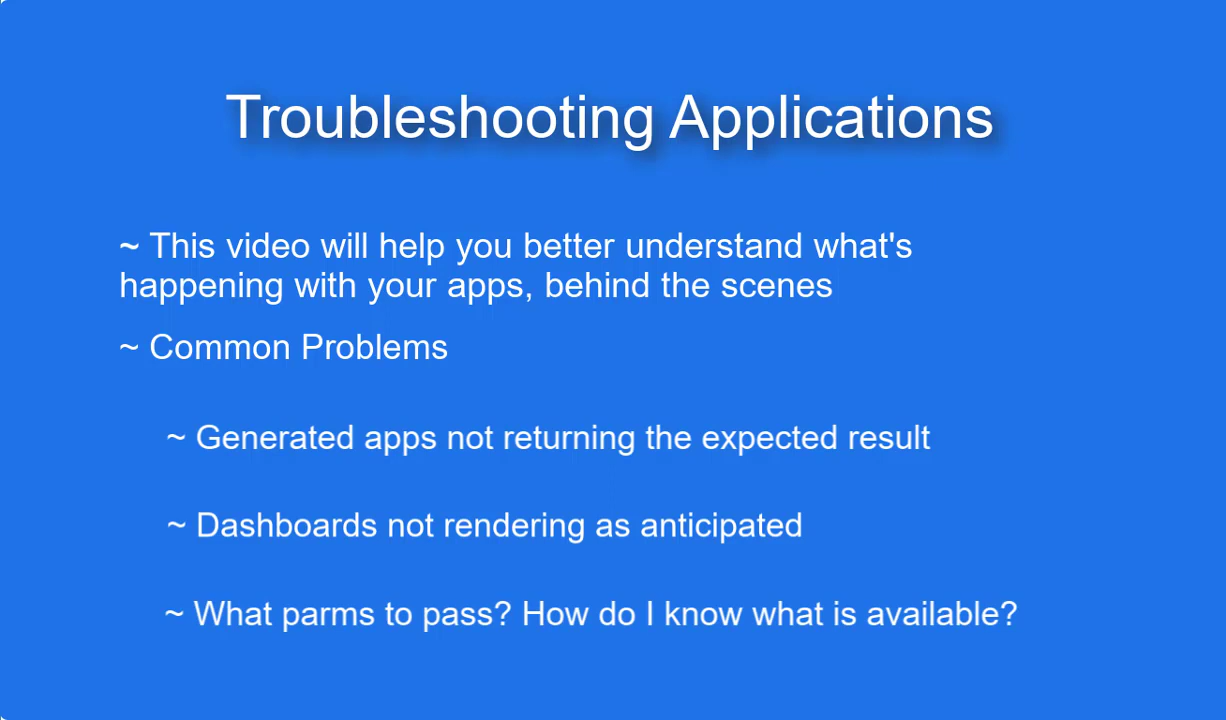 Troubleshooting Applications
~ This video will help you better understand what's
happening with your apps, behind the scenes
~ Common Problems
~ Generated apps not returning the expected result
~ Dashboards not rendering as anticipated
~ What parms to pass? How do I know what is available?